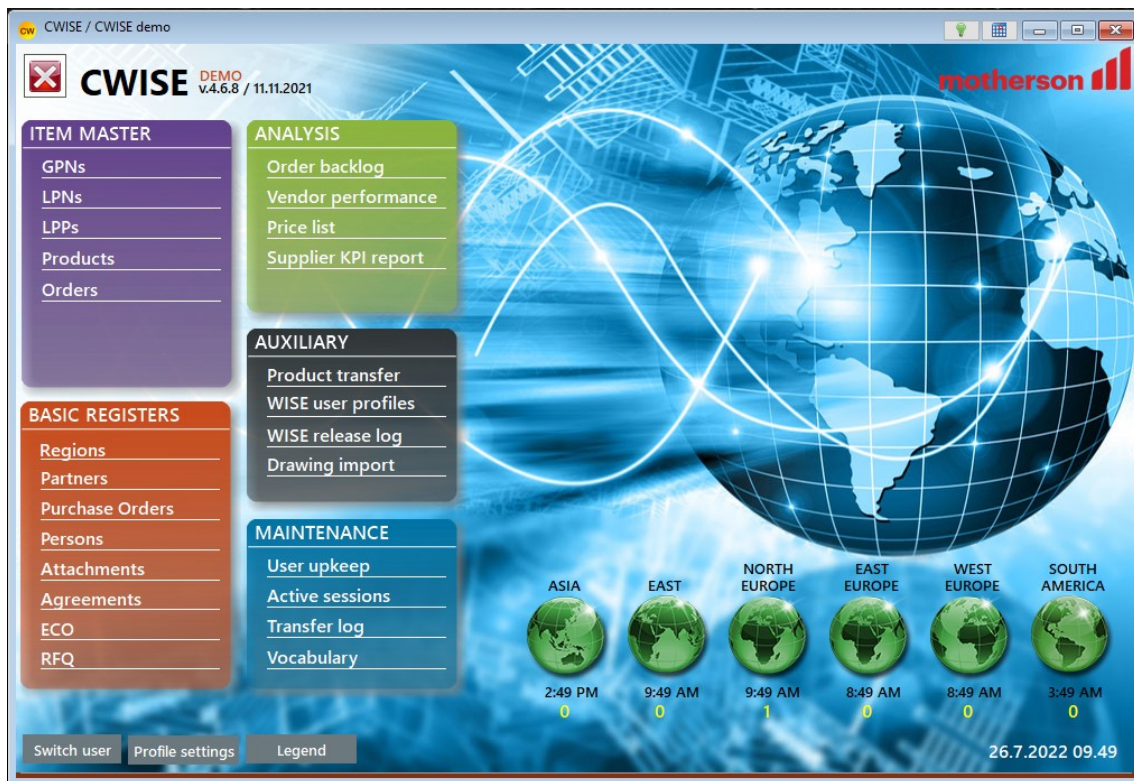 CW CWISE / CWISE demo
CWISE DEMO
v.4.6.8 / 11.11.2021
motherson
ITEM MASTER
GPNs
LPNs
LPPs
Products
Orders
ANALYSIS
Order backlog
Vendor performance
Price list
Supplier KPI report
AUXILIARY
Product transfer
WISE user profiles
WISE release log
Drawing import
BASIC REGISTERS
Regions
Partners
Purchase Orders
Persons
Attachments
Agreements
ECO
RFQ
MAINTENANCE
User upkeep
Active sessions
Transfer log
Vocabulary
ASIA
2:49 PM
0
EAST
9:49 AM
0
NORTH
EUROPE
9:49 AM
1
EAST
EUROPE
8:49 AM
0
WEST
EUROPE
8:49 AM
0
SOUTH
AMERICA
3:49 AM
0
Switch user
Profile settings
Legend
26.7.2022 09.49